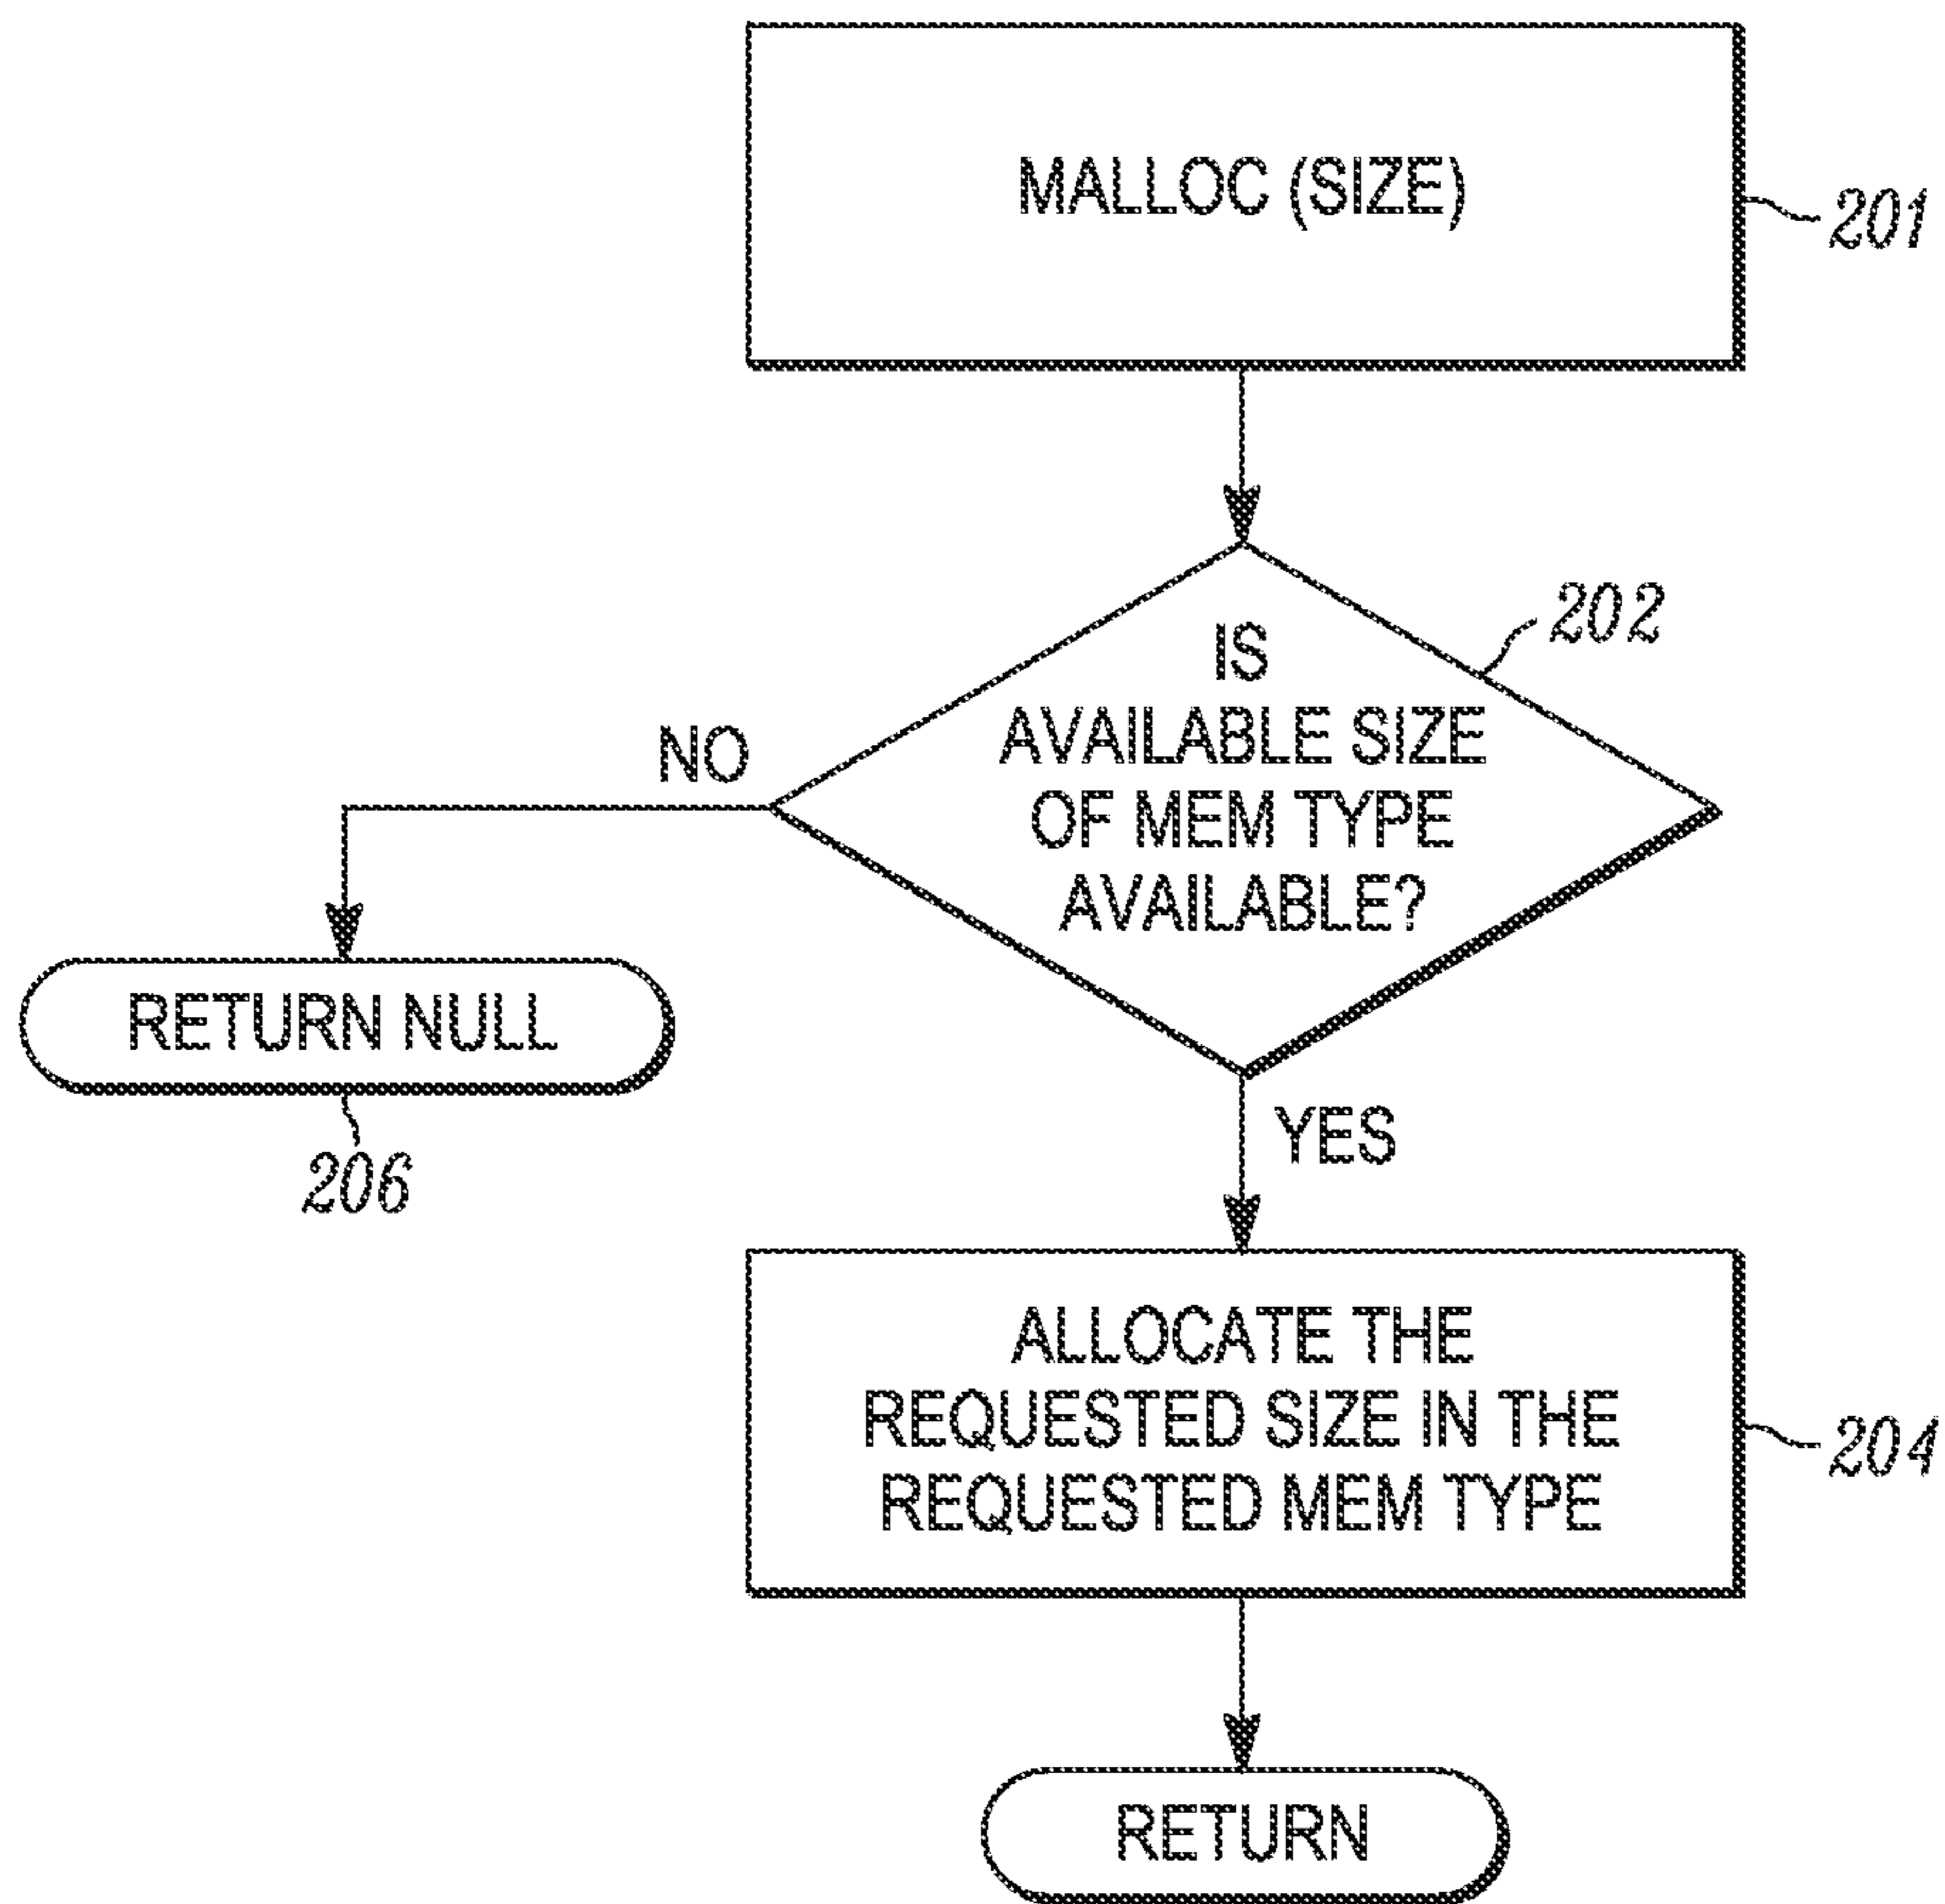 MALLOC (SIZE)
201
IS
AVAILABLE SIZE
OF MEM TYPE
AVAILABLE?
202
NO
RETURN NULL
206
YES
ALLOCATE THE
REQUESTED SIZE IN THE
REQUESTED MEM TYPE
204
RETURN